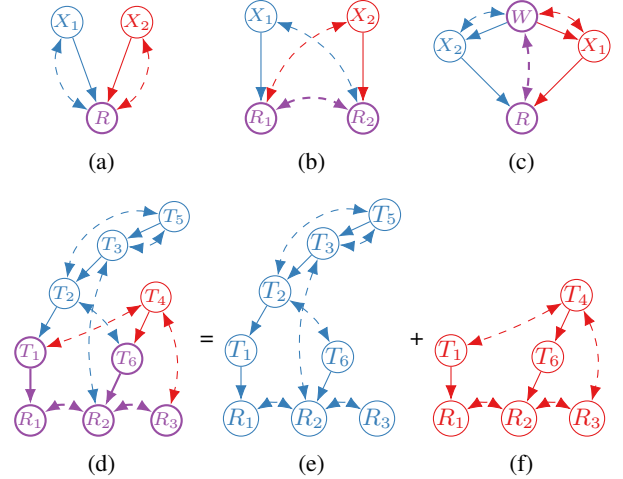 X₁ X₂ R
(a)
X₁ X₂ R₁ R₂
(b)
W X₂ X₁ R
(c)
T₅ T₃ T₂ T₄ T₁ T₆ R₁ R₂ R₃
(d)
=
T₅ T₃ T₂ T₁ T₆ R₁ R₂ R₃
(e)
+
T₄ T₁ T₆ R₁ R₂ R₃
(f)